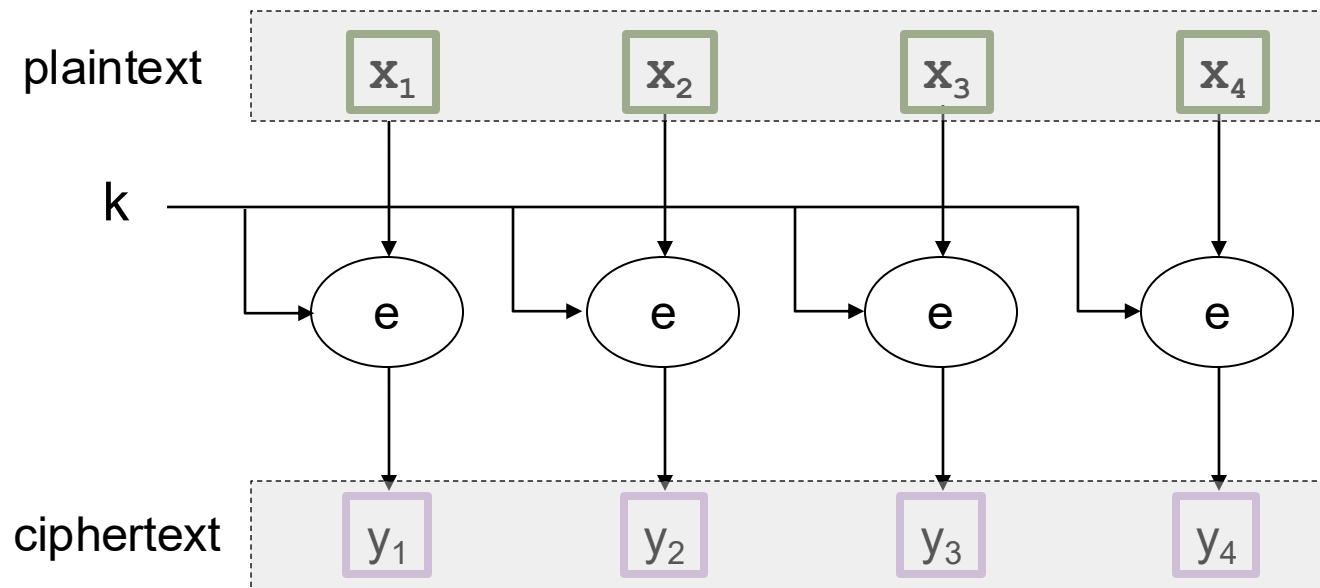 plaintext x₁ x₂ x₃ x₄
k
e e e e
ciphertext y₁ y₂ y₃ y₄